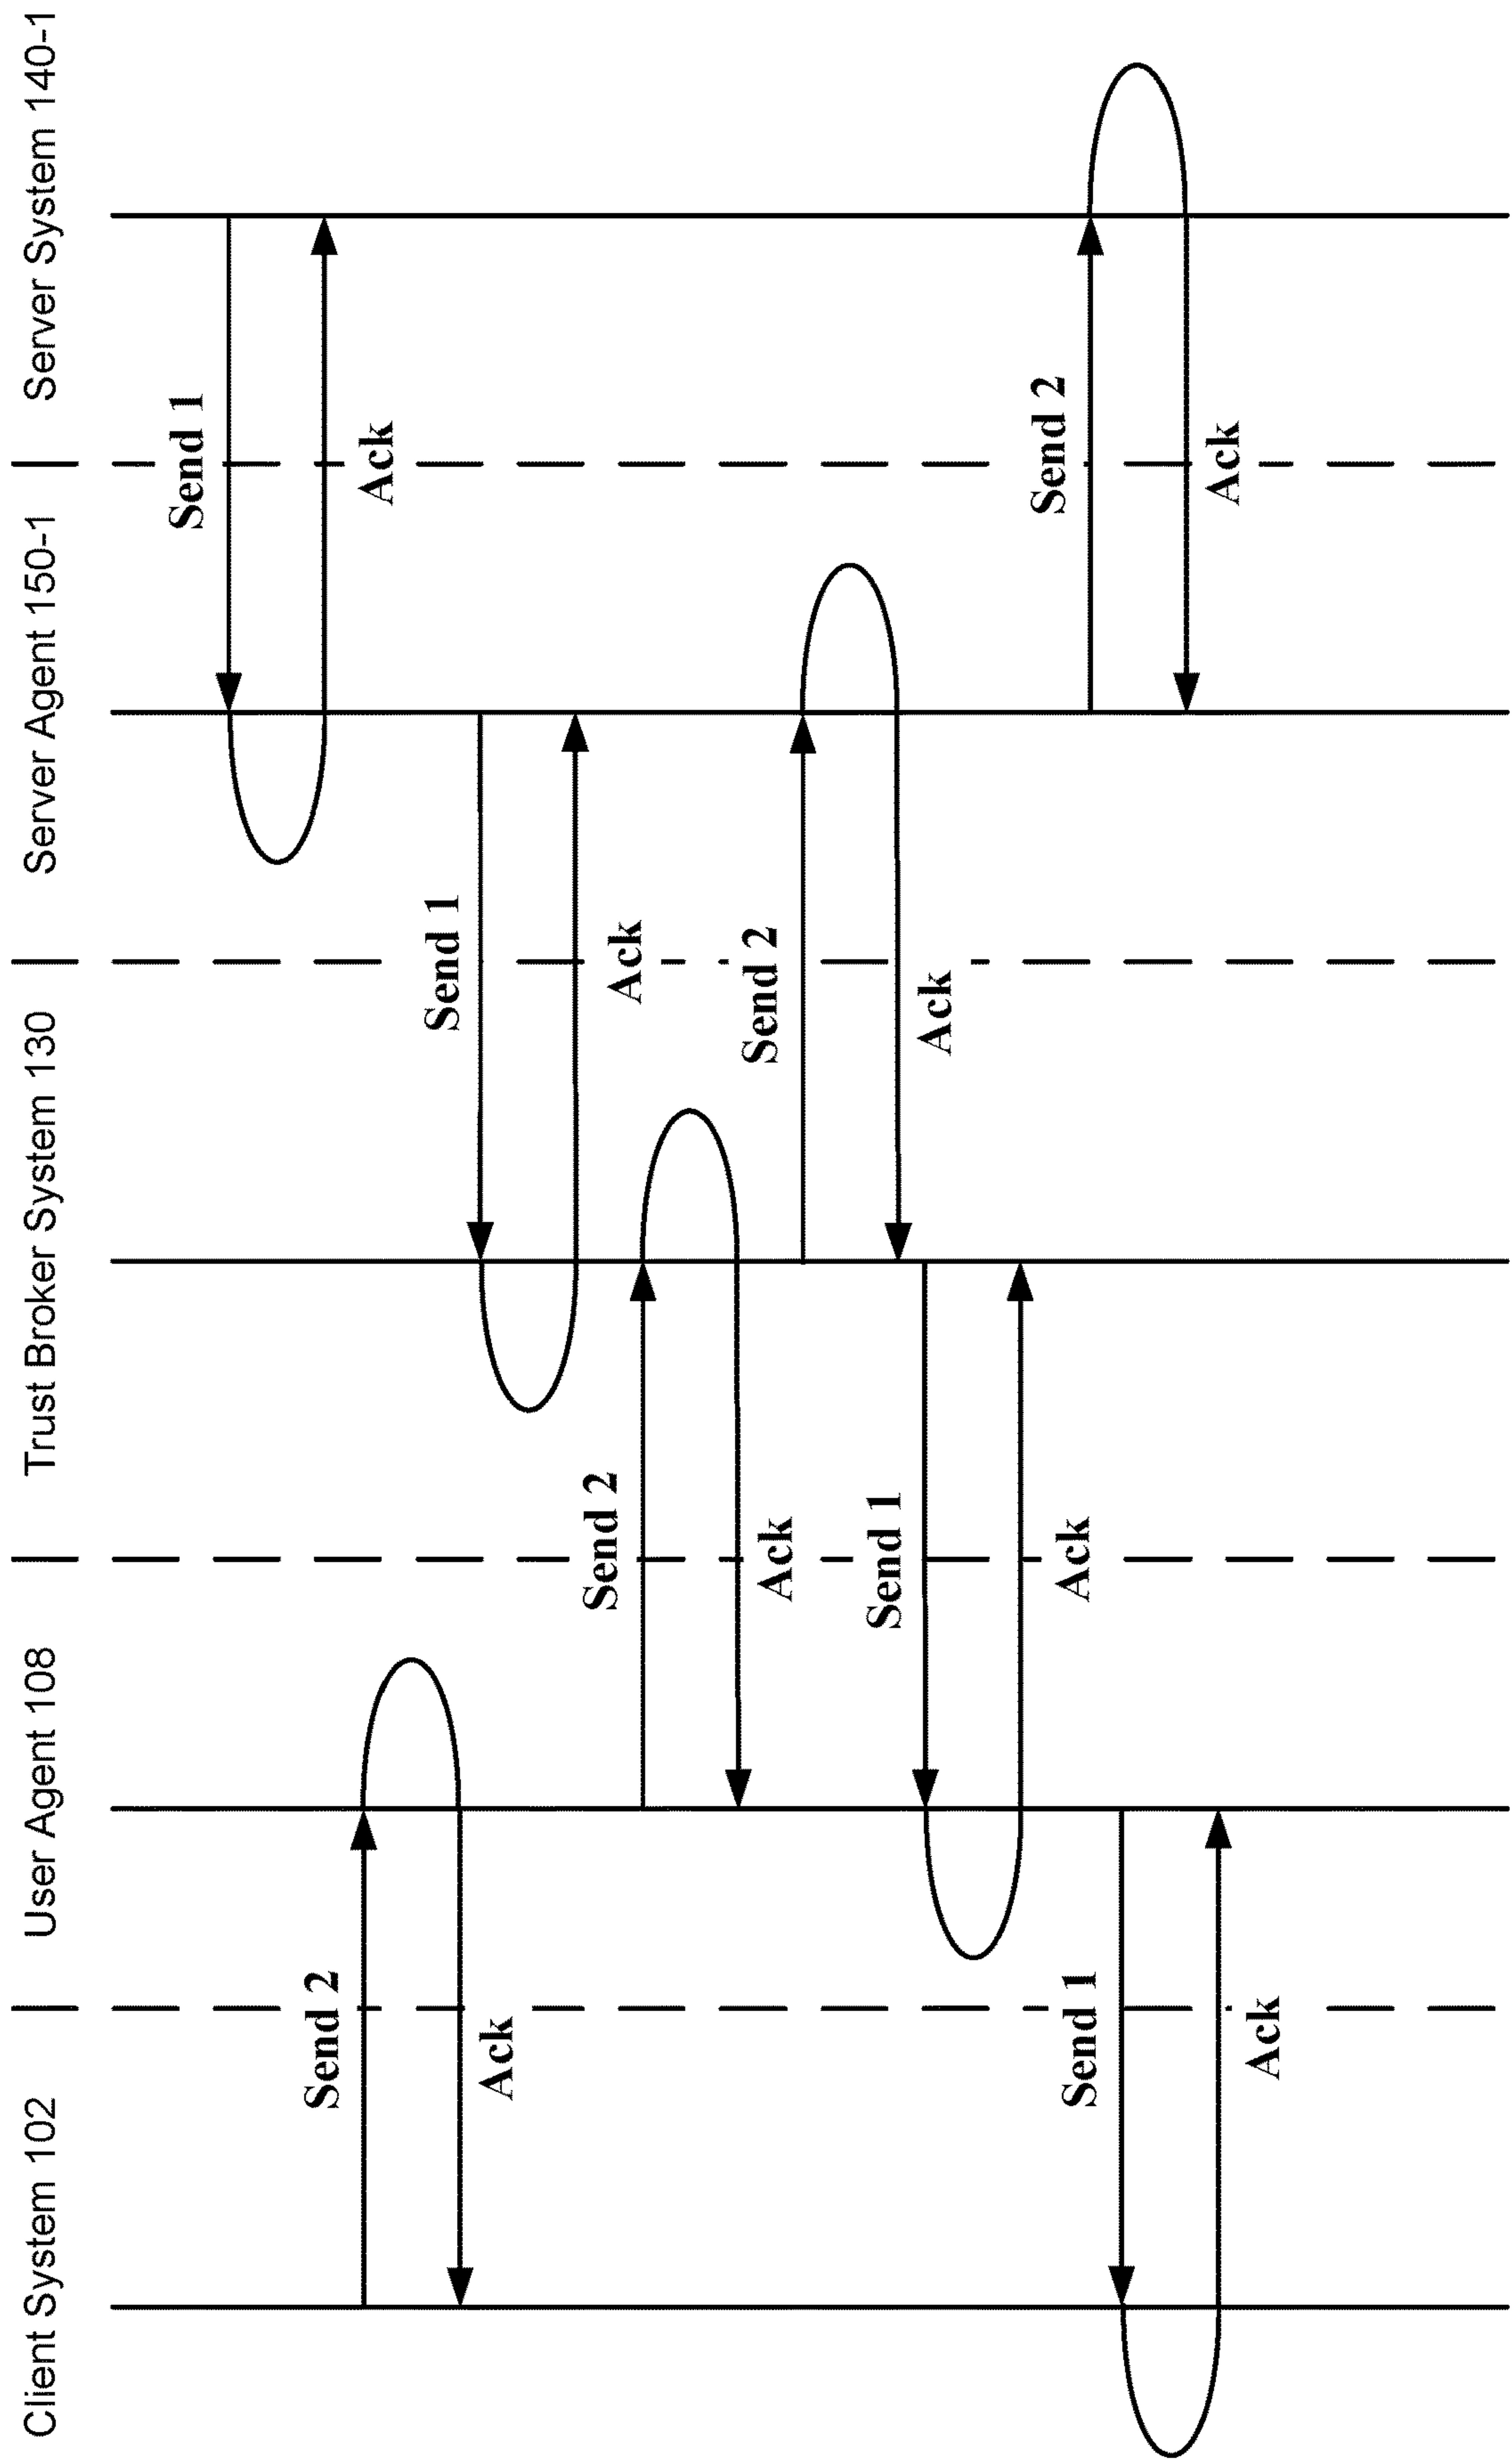 Client System 102
User Agent 108
Trust Broker System 130
Server Agent 150-1
Server System 140-1
Send 1
Send 2
Ack
Send 1
Ack
Send 2
Ack
Send 2
Ack
Send 1
Ack
Send 2
Ack
Send 1
Ack
Ack